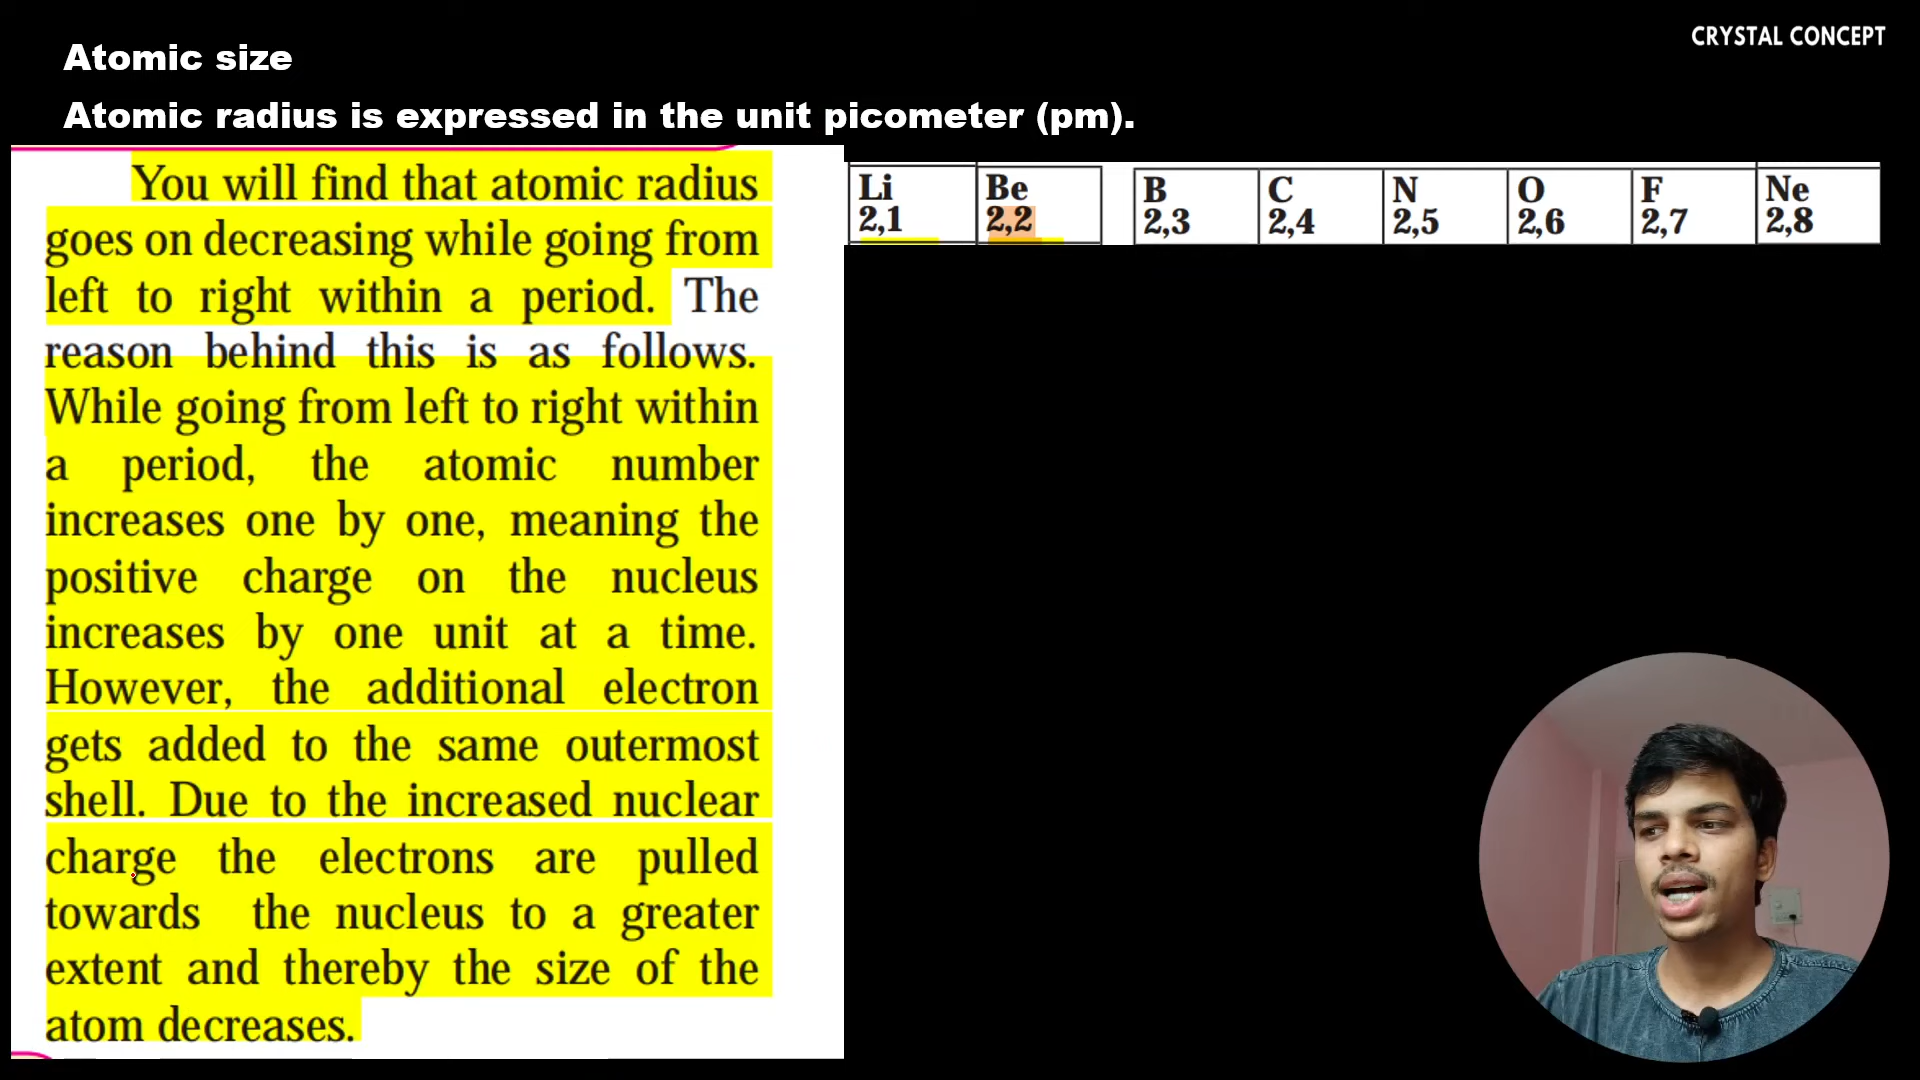 CRYSTAL CONCEPT
Atomic size
Atomic radius is expressed in the unit picometer (pm).
You will find that atomic radius
goes on decreasing while going from
left to right within a period. The
reason behind this is as follows.
While going from left to right within
a period, the atomic number
increases one by one, meaning the
positive charge on the nucleus
increases by one unit at a time.
However, the additional electron
gets added to the same outermost
shell. Due to the increased nuclear
charge the electrons are pulled
towards the nucleus to a greater
extent and thereby the size of the
atom decreases.
Li Be B C N O F Ne
2,1 2,2 2,3 2,4 2,5 2,6 2,7 2,8